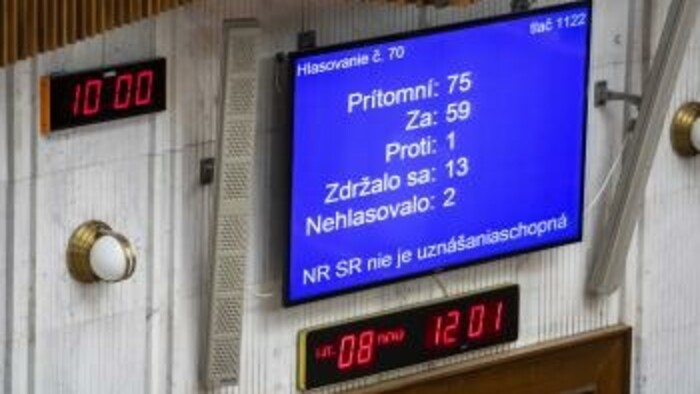 10 00
Hlasovanie č. 70
tlač 1122
Prítomní: 75
Za: 59
Proti: 1
Zdržalo sa: 13
Nehlasovalo: 2
NR SR nie je uznášaniaschopná
08 nov 12 01